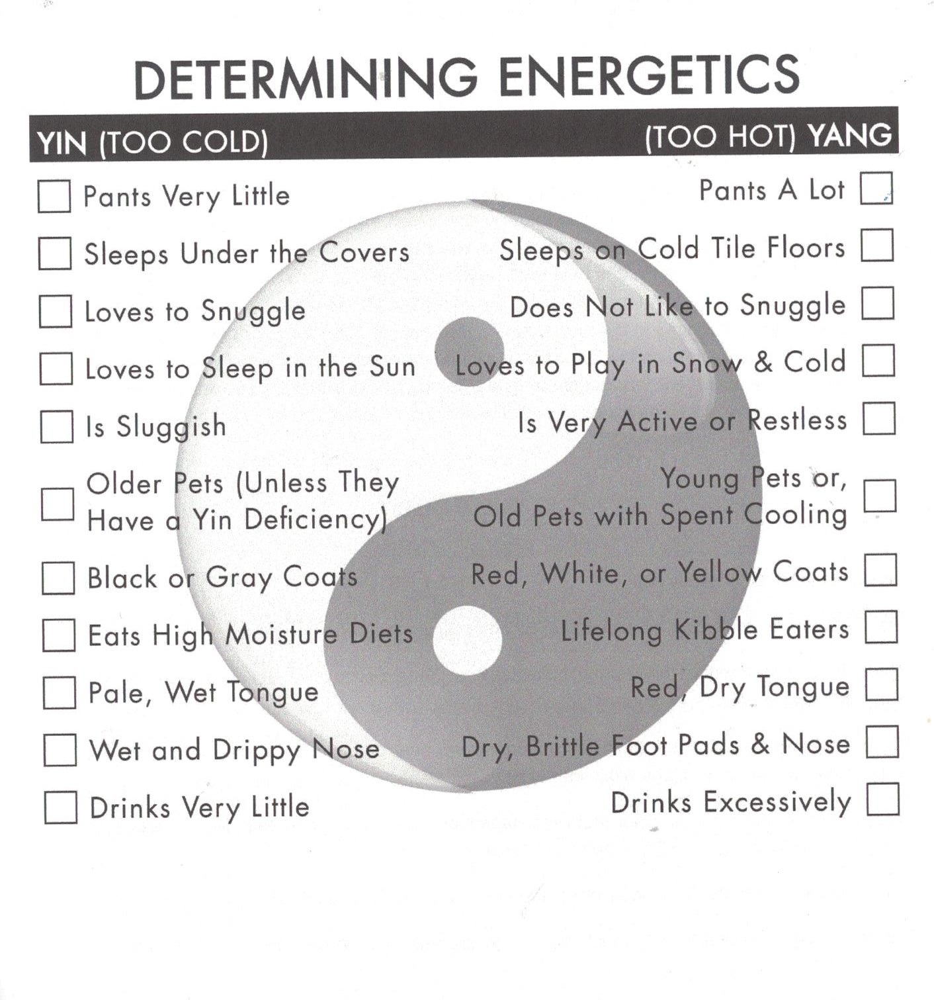 DETERMINING ENERGETICS
YIN (TOO COLD)
(TOO HOT) YANG
Pants Very Little
Pants A Lot
Sleeps Under the Covers
Sleeps on Cold Tile Floors
Loves to Snuggle
Does Not Like to Snuggle
Loves to Sleep in the Sun
Loves to Play in Snow & Cold
Is Sluggish
Is Very Active or Restless
Older Pets (Unless They
Have a Yin Deficiency)
Young Pets or,
Old Pets with Spent Cooling
Black or Gray Coats
Red, White, or Yellow Coats
Eats High Moisture Diets
Lifelong Kibble Eaters
Pale, Wet Tongue
Red, Dry Tongue
Wet and Drippy Nose
Dry, Brittle Foot Pads & Nose
Drinks Very Little
Drinks Excessively